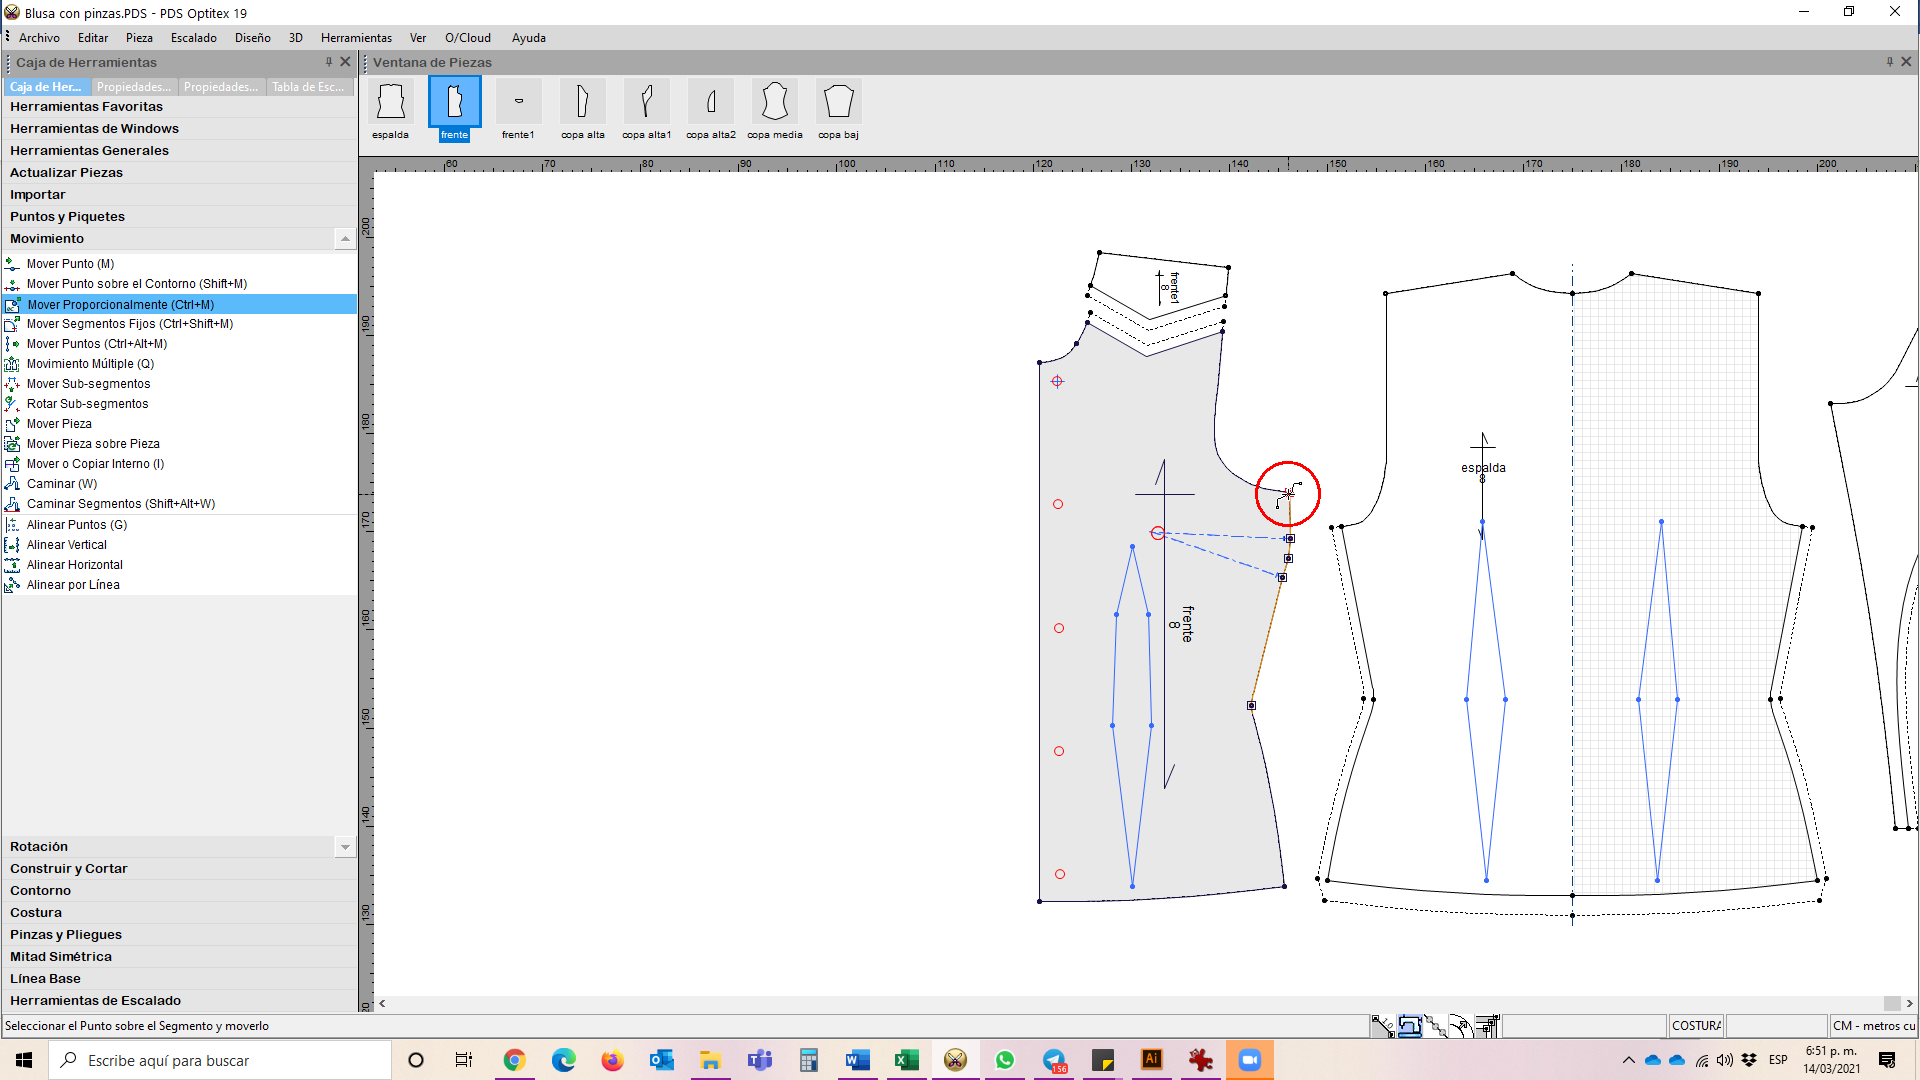 Blusa con pinzas.PDS - PDS Optitex 19
Archivo Editar Pieza Escalado Diseño 3D Herramientas Ver O/Cloud Ayuda
Caja de Herramientas
Ventana de Piezas
Caja de Her... Propiedades... Propiedades... Tabla de Esc...
Herramientas Favoritas
Herramientas de Windows
Herramientas Generales
Actualizar Piezas
Importar
Puntos y Piquetes
Movimiento
Mover Punto (M)
Mover Punto sobre el Contorno (Shift+M)
Mover Proporcionalmente (Ctrl+M)
Mover Segmentos Fijos (Ctrl+Shift+M)
Mover Puntos (Ctrl+Alt+M)
Movimiento Múltiple (Q)
Mover Sub-segmentos
Rotar Sub-segmentos
Mover Pieza
Mover Pieza sobre Pieza
Mover o Copiar Interno (I)
Caminar (W)
Caminar Segmentos (Shift+Alt+W)
Alinear Puntos (G)
Alinear Vertical
Alinear Horizontal
Alinear por Línea
Rotación
Construir y Cortar
Contorno
Costura
Pinzas y Pliegues
Mitad Simétrica
Línea Base
Herramientas de Escalado
espalda frente frente1 copa alta copa alta1 copa alta2 copa media copa baj
60 70 80 90 100 110 120 130 140 150 160 170 180 190 200
200
190
180
170
160
150
140
130
20
frente1
8
frente
8
espalda
8
Seleccionar el Punto sobre el Segmento y moverlo
COSTURA
CM - metros cu
Escribe aquí para buscar
156
Ai
ESP
6:51 p. m.
14/03/2021